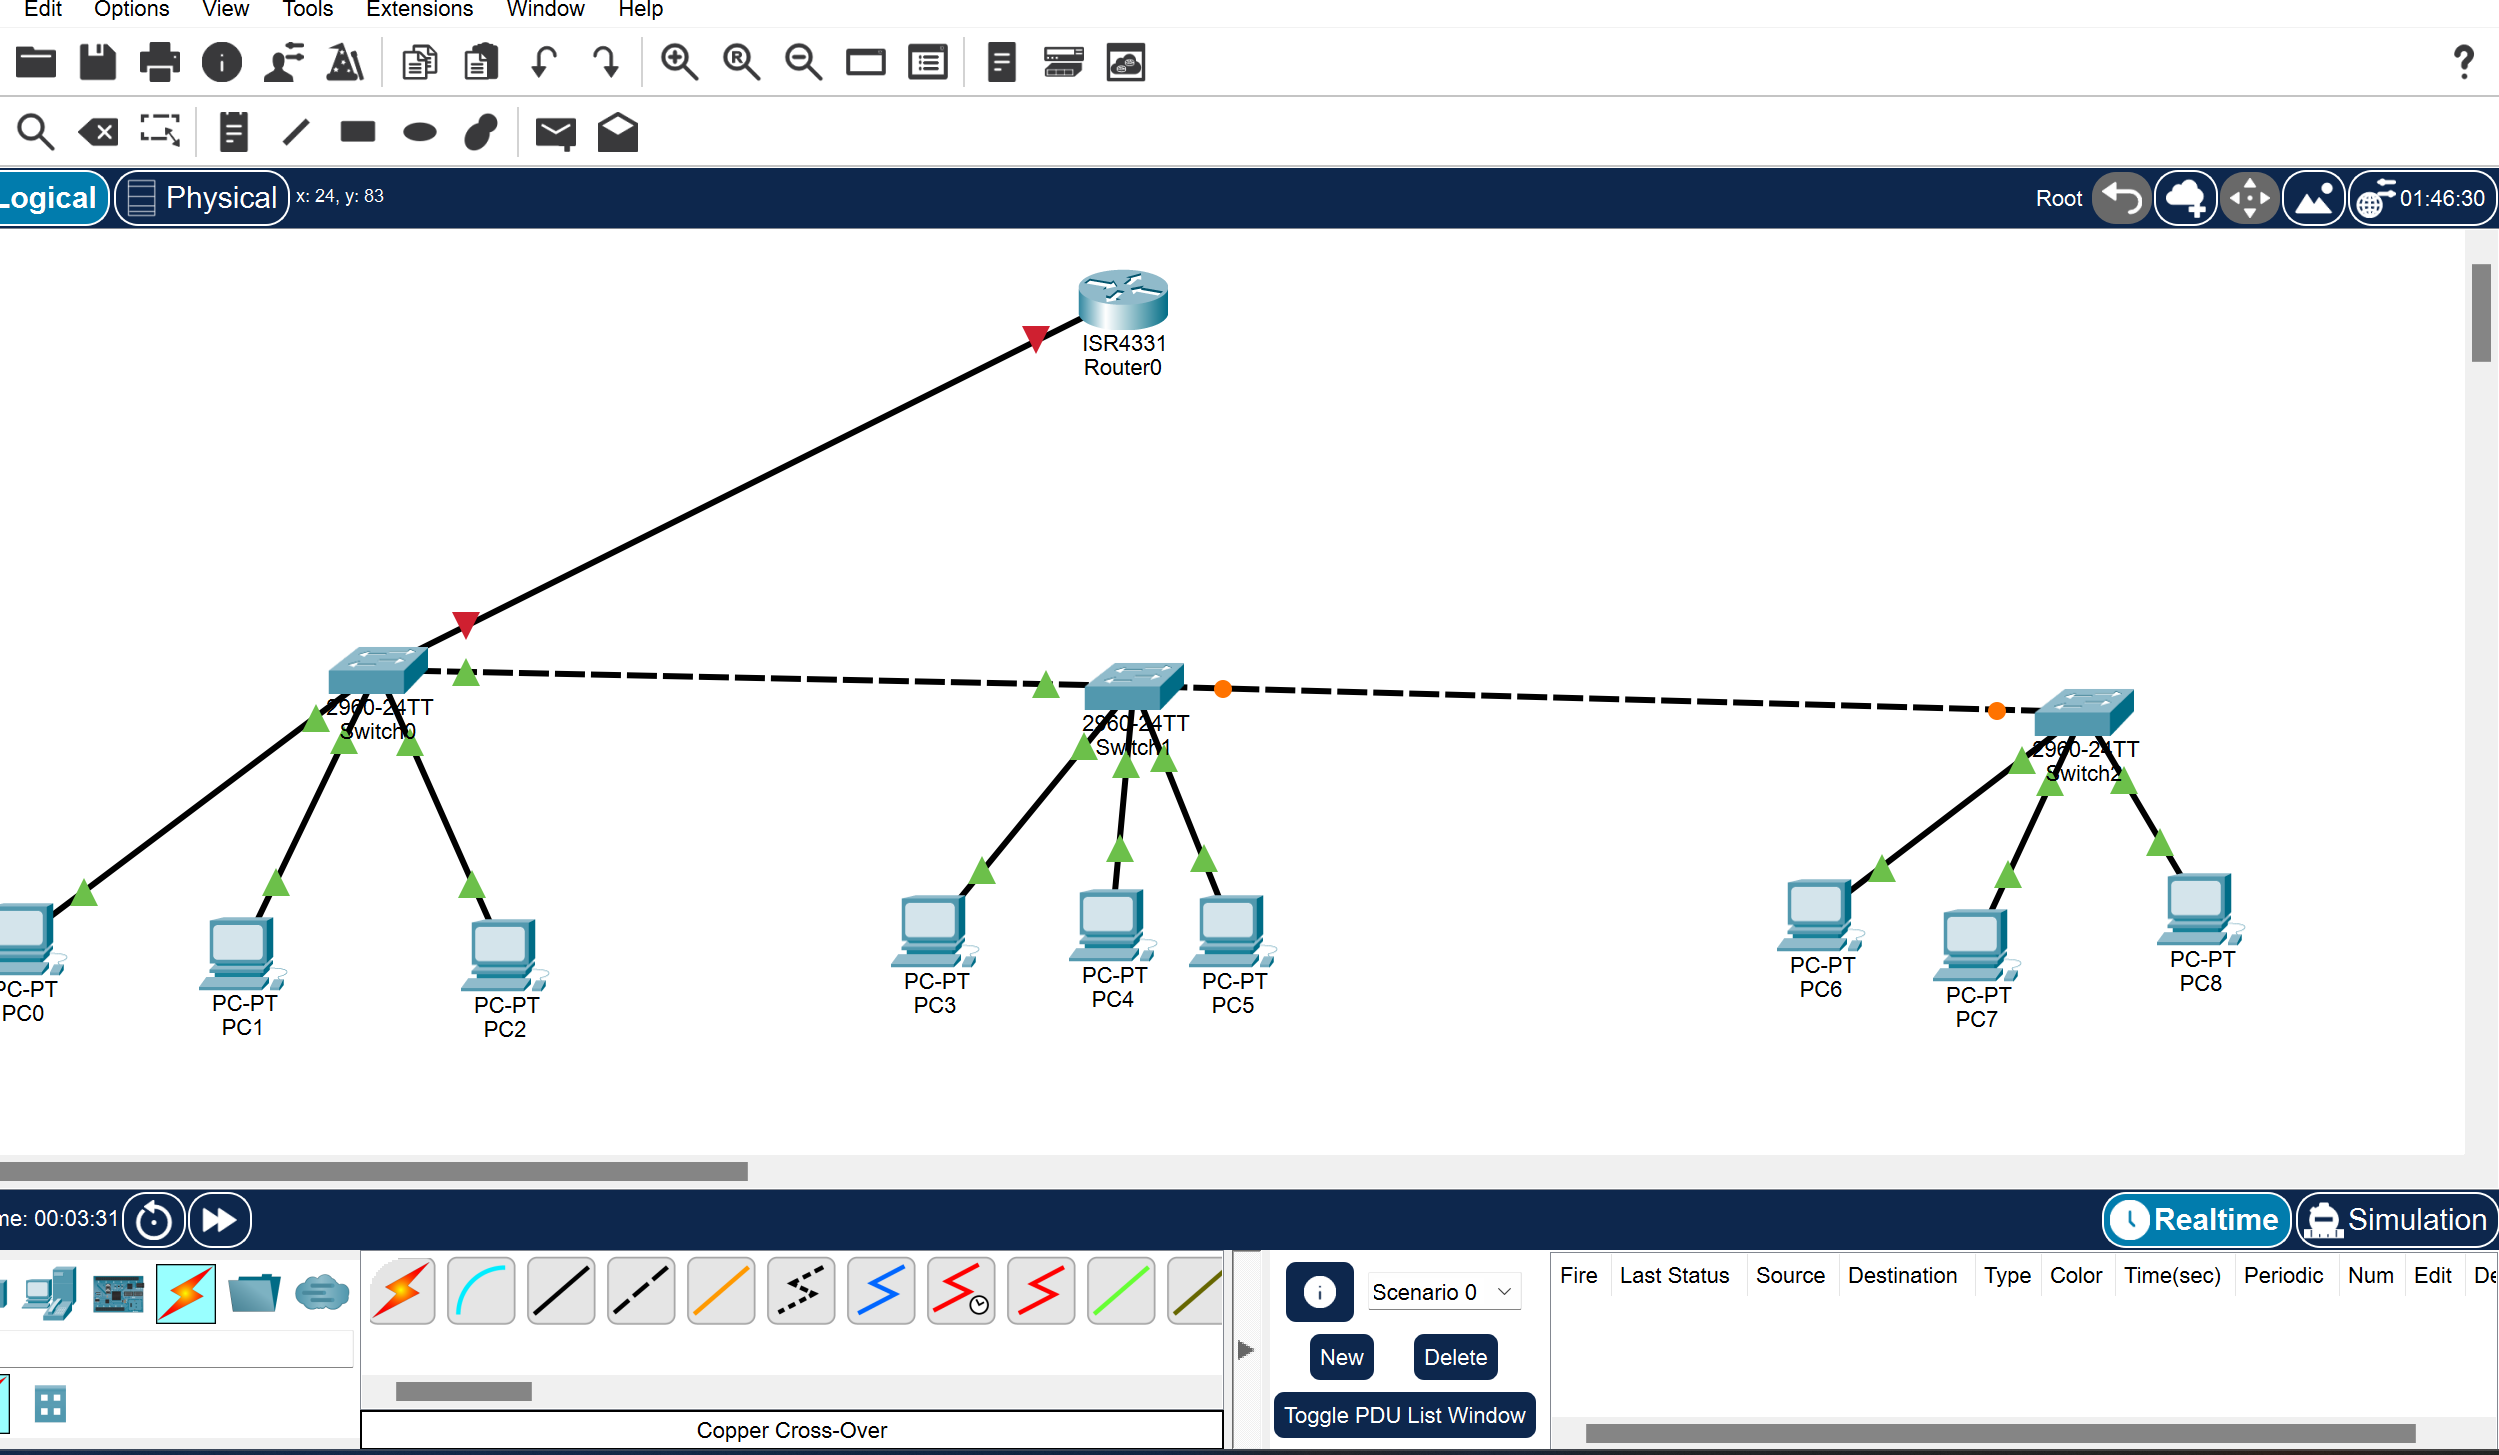 Edit Options View Tools Extensions Window Help
?
Logical Physical x: 24, y: 83 Root 01:46:30
ISR4331
Router0
2960-24TT
Switch0
2960-24TT
Switch1
2960-24TT
Switch2
PC-PT
PC0
PC-PT
PC1
PC-PT
PC2
PC-PT
PC3
PC-PT
PC4
PC-PT
PC5
PC-PT
PC6
PC-PT
PC7
PC-PT
PC8
me: 00:03:31 Realtime Simulation
Scenario 0
New Delete
Toggle PDU List Window
Fire Last Status Source Destination Type Color Time(sec) Periodic Num Edit De
Copper Cross-Over